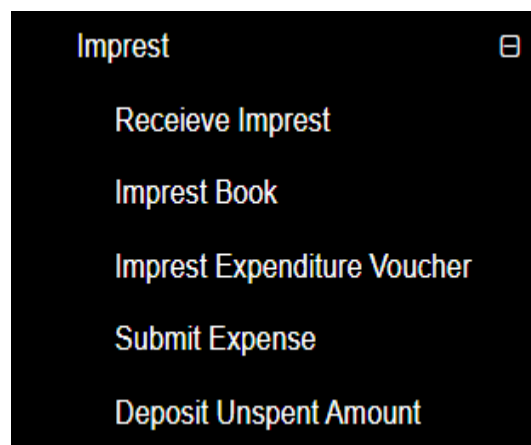 Imprest
Receieve Imprest
Imprest Book
Imprest Expenditure Voucher
Submit Expense
Deposit Unspent Amount